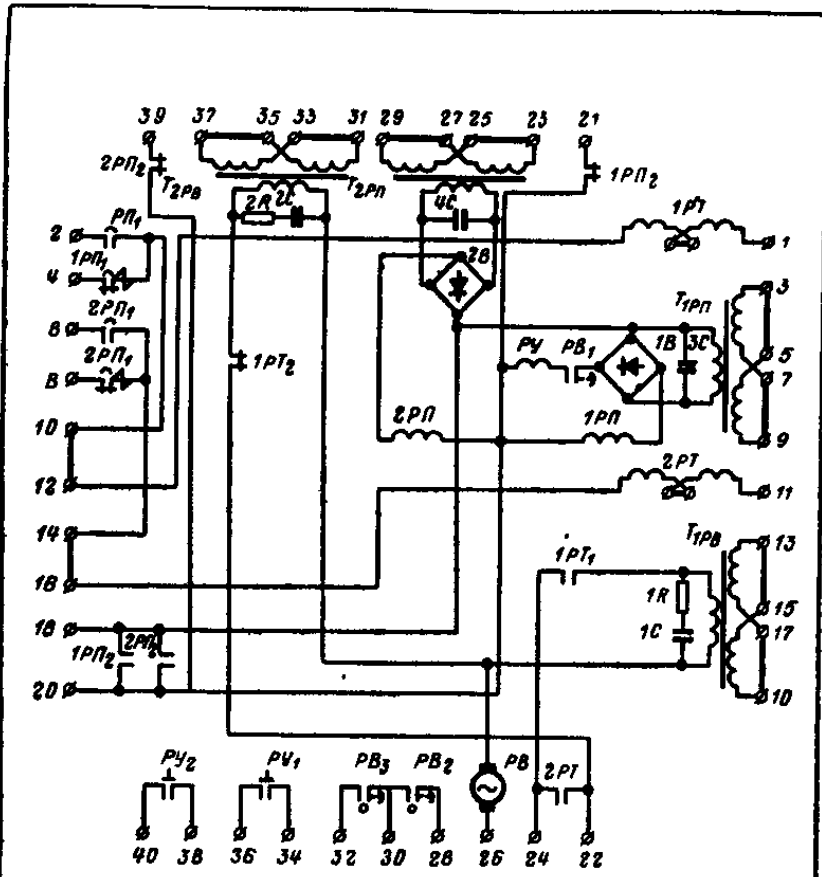 39 37 35 33 31 29 27 25 23 21
2РП₂ Т₂РВ Т₂РП 1РП₂
2R 2С 4С
2 РП₁ 1РТ 1
4 1РП₁ 2В 3
8 2РП₁ Т₁РП
РУ РВ₁ 1В 3С 5
8 2РП₁ 1РТ₂ 7
10 2РП 1РП 9
12 2РТ 11
14 1РТ₁ Т₁РВ 13
18 1R 15
18 1С 17
1РП₂ 2РП₂
20 10
РУ₂ РУ₁ РВ₃ РВ₂ РВ 2РТ
40 38 36 34 32 30 28 26 24 22